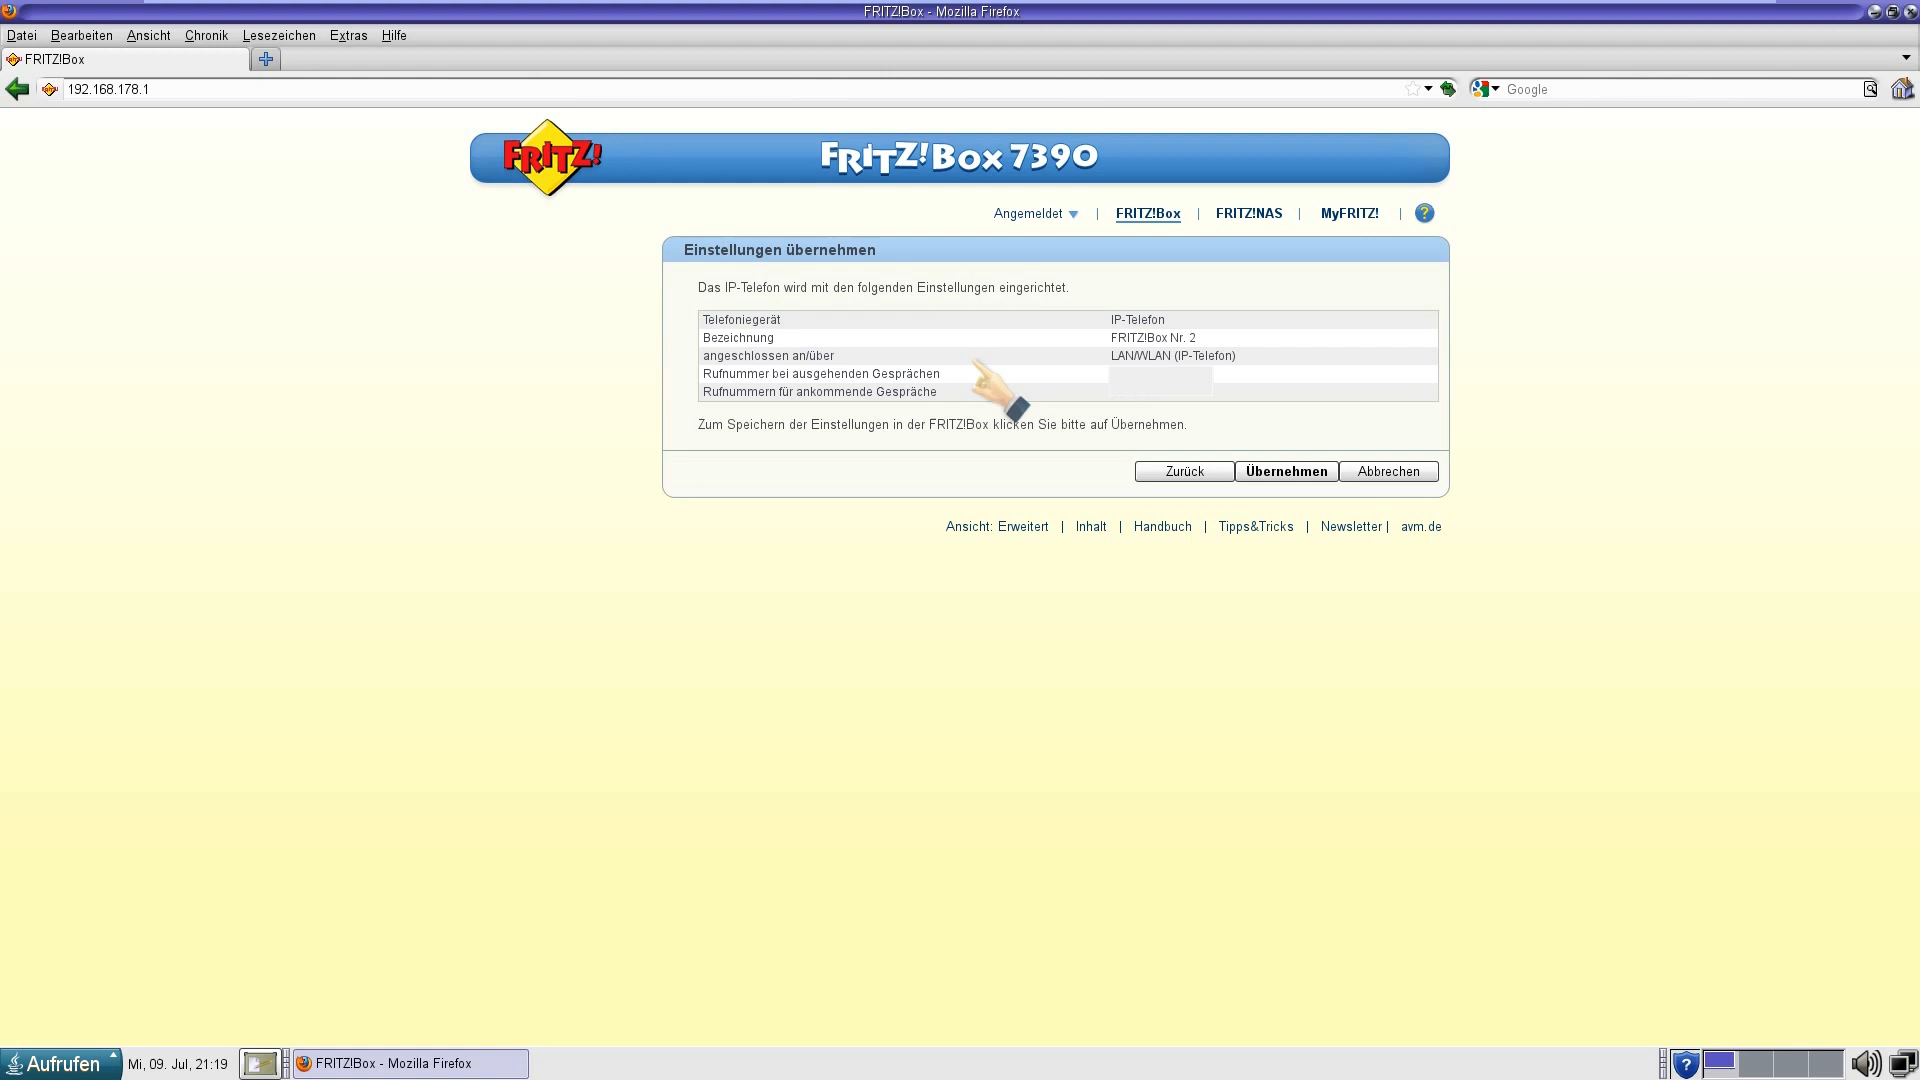 FRITZ!Box - Mozilla Firefox
Datei Bearbeiten Ansicht Chronik Lesezeichen Extras Hilfe
FRITZ!Box
192.168.178.1 Google
FRITZ! FRITZ!Box 7390
Angemeldet | FRITZ!Box | FRITZ!NAS | MyFRITZ! | ?
Einstellungen übernehmen
Das IP-Telefon wird mit den folgenden Einstellungen eingerichtet.
Telefoniegerät IP-Telefon
Bezeichnung FRITZ!Box Nr. 2
angeschlossen an/über LAN/WLAN (IP-Telefon)
Rufnummer bei ausgehenden Gesprächen
Rufnummern für ankommende Gespräche
Zum Speichern der Einstellungen in der FRITZ!Box klicken Sie bitte auf Übernehmen.
Zurück Übernehmen Abbrechen
Ansicht: Erweitert | Inhalt | Handbuch | Tipps&Tricks | Newsletter | avm.de
Aufrufen Mi, 09. Jul, 21:19 FRITZ!Box - Mozilla Firefox ?